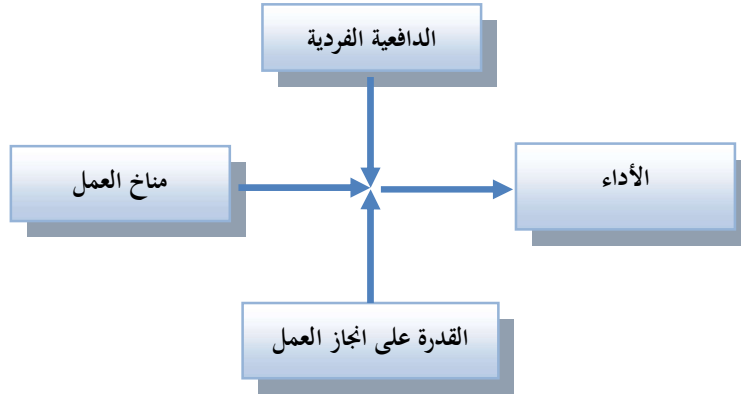 الدافعية الفردية
مناخ العمل
الأداء
القدرة على انجاز العمل